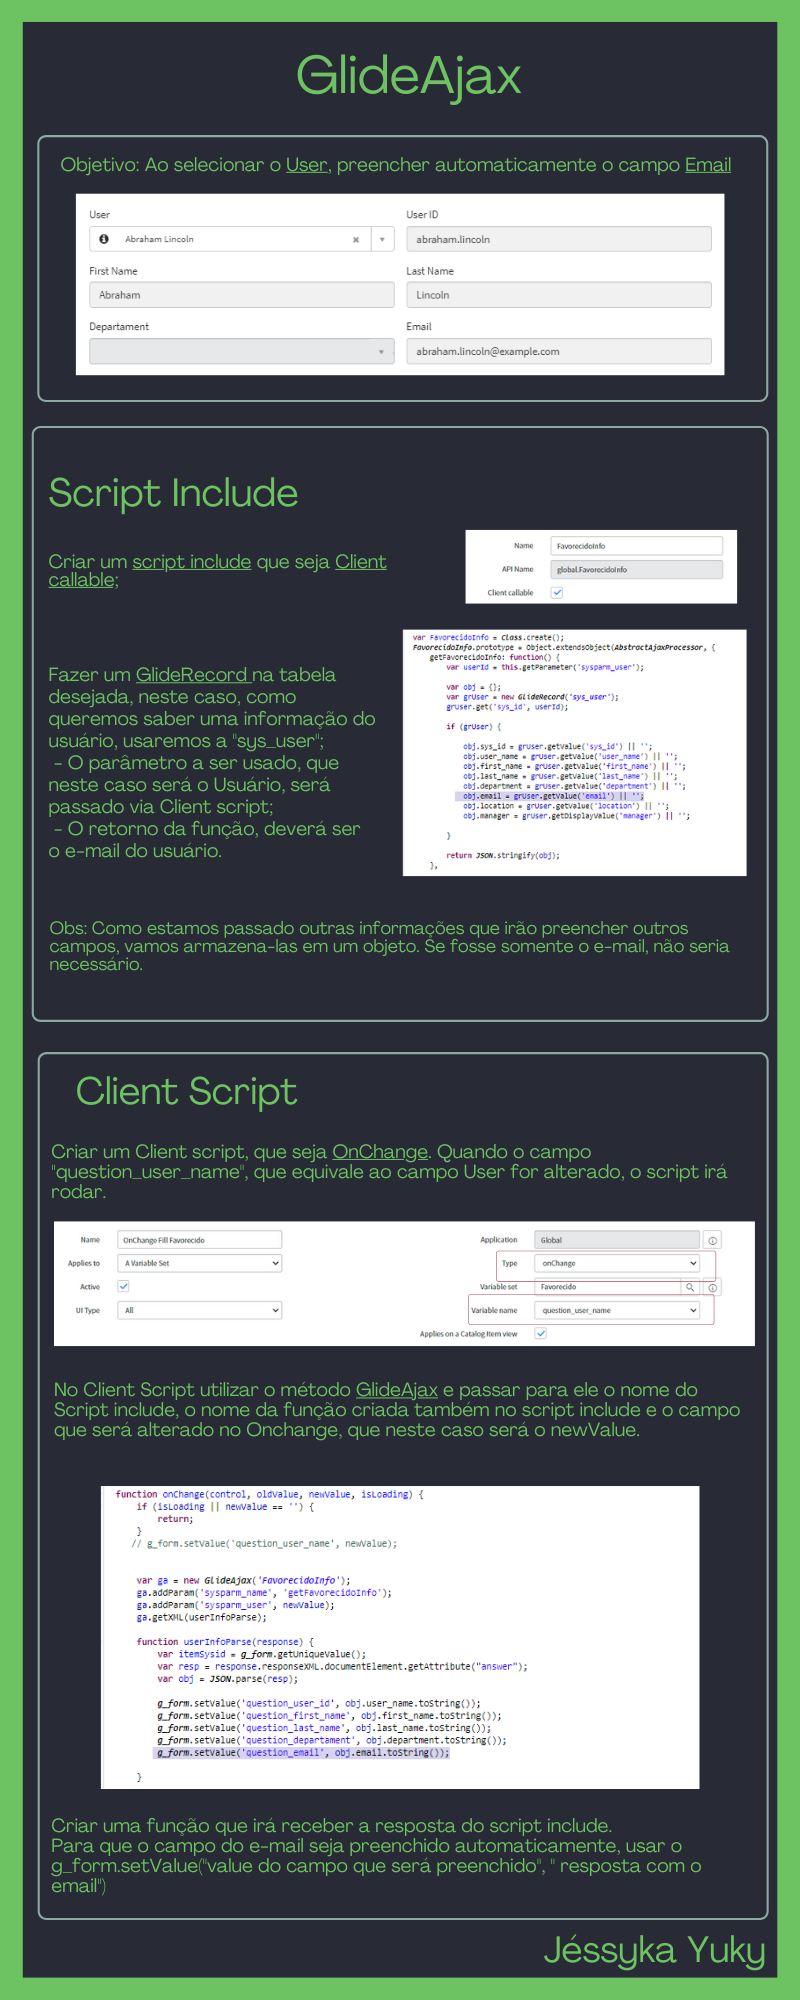 GlideAjax
Objetivo: Ao selecionar o User, preencher automaticamente o campo Email
User
User ID
Abraham Lincoln
abraham.lincoln
First Name
Last Name
Abraham
Lincoln
Departament
Email
abraham.lincoln@example.com
Script Include
Criar um script include que seja Client
callable;
Name
FavorecidoInfo
API Name
global.FavorecidoInfo
Client callable
Fazer um GlideRecord na tabela
desejada, neste caso, como
queremos saber uma informação do
usuário, usaremos a "sys_user";
- O parâmetro a ser usado, que
neste caso será o Usuário, será
passado via Client script;
- O retorno da função, deverá ser
o e-mail do usuário.
var FavorecidoInfo = Class.create();
FavorecidoInfo.prototype = Object.extendsObject(AbstractAjaxProcessor, {
getFavorecidoInfo: function() {
var userId = this.getParameter('sysparm_user');
var obj = {};
var grUser = new GlideRecord('sys_user');
grUser.get('sys_id', userId);
if (grUser) {
obj.sys_id = grUser.getValue('sys_id') || '';
obj.user_name = grUser.getValue('user_name') || '';
obj.first_name = grUser.getValue('first_name') || '';
obj.last_name = grUser.getValue('last_name') || '';
obj.department = grUser.getValue('department') || '';
obj.email = grUser.getValue('email') || '';
obj.location = grUser.getValue('location') || '';
obj.manager = grUser.getDisplayValue('manager') || '';
}
return JSON.stringify(obj);
},
Obs: Como estamos passado outras informações que irão preencher outros
campos, vamos armazena-las em um objeto. Se fosse somente o e-mail, não seria
necessário.
Client Script
Criar um Client script, que seja OnChange. Quando o campo
"question_user_name", que equivale ao campo User for alterado, o script irá
rodar.
Name
OnChange Fill Favorecido
Application
Global
Applies to
A Variable Set
Type
onChange
Active
Variable set
Favorecido
UI Type
All
Variable name
question_user_name
Applies on a Catalog Item view
No Client Script utilizar o método GlideAjax e passar para ele o nome do
Script include, o nome da função criada também no script include e o campo
que será alterado no Onchange, que neste caso será o newValue.
function onChange(control, oldValue, newValue, isLoading) {
if (isLoading || newValue == '') {
return;
}
// g_form.setValue('question_user_name', newValue);
var ga = new GlideAjax('FavorecidoInfo');
ga.addParam('sysparm_name', 'getFavorecidoInfo');
ga.addParam('sysparm_user', newValue);
ga.getXML(userInfoParse);
function userInfoParse(response) {
var itemSysid = g_form.getUniqueValue();
var resp = response.responseXML.documentElement.getAttribute("answer");
var obj = JSON.parse(resp);
g_form.setValue('question_user_id', obj.user_name.toString());
g_form.setValue('question_first_name', obj.first_name.toString());
g_form.setValue('question_last_name', obj.last_name.toString());
g_form.setValue('question_departament', obj.department.toString());
g_form.setValue('question_email', obj.email.toString());
}
Criar uma função que irá receber a resposta do script include.
Para que o campo do e-mail seja preenchido automaticamente, usar o
g_form.setValue("value do campo que será preenchido", " resposta com o
email")
Jéssyka Yuky